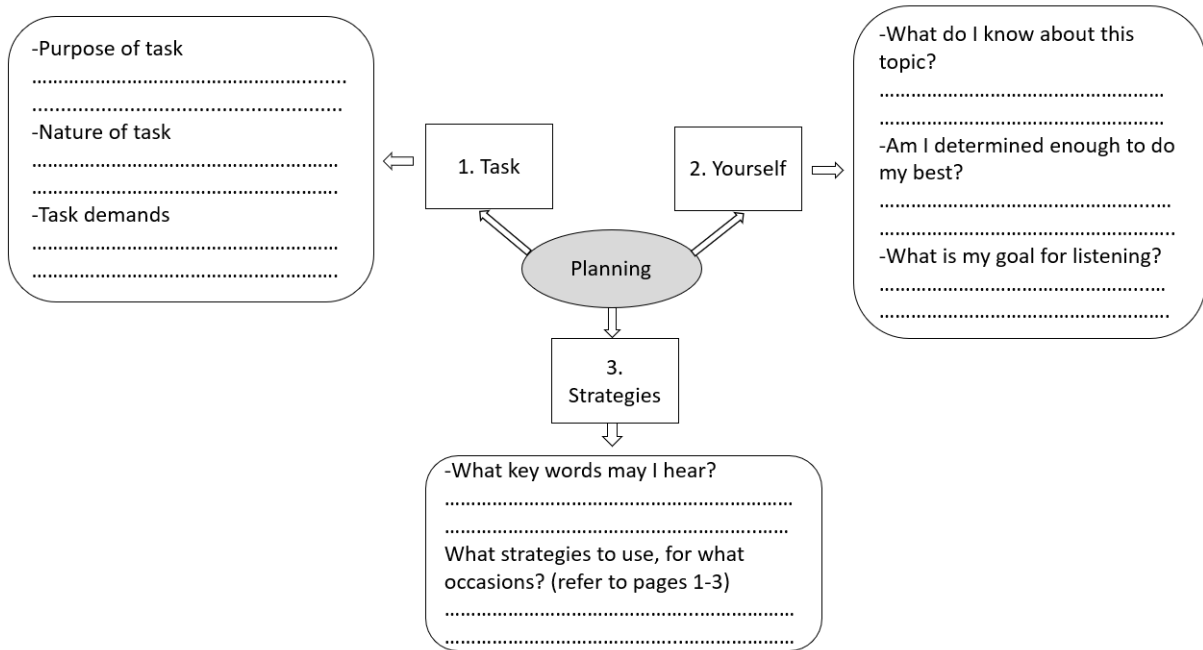 -Purpose of task
……………………………………………........
……………………………………………….
-Nature of task
………………………………………………
………………………………………………
-Task demands
………………………………………………
………………………………………………
1. Task
2. Yourself
-What do I know about this
topic?
……………………………………………
……………………………………………
-Am I determined enough to do
my best?
………………………………………..….
…………………………………………….
-What is my goal for listening?
………………………………………..…
…………………………………………….
Planning
3.
Strategies
-What key words may I hear?
………………………………………………………
………………………………………………..……
What strategies to use, for what
occasions? (refer to pages 1-3)
……………………………………..………………
……………………………………..………………